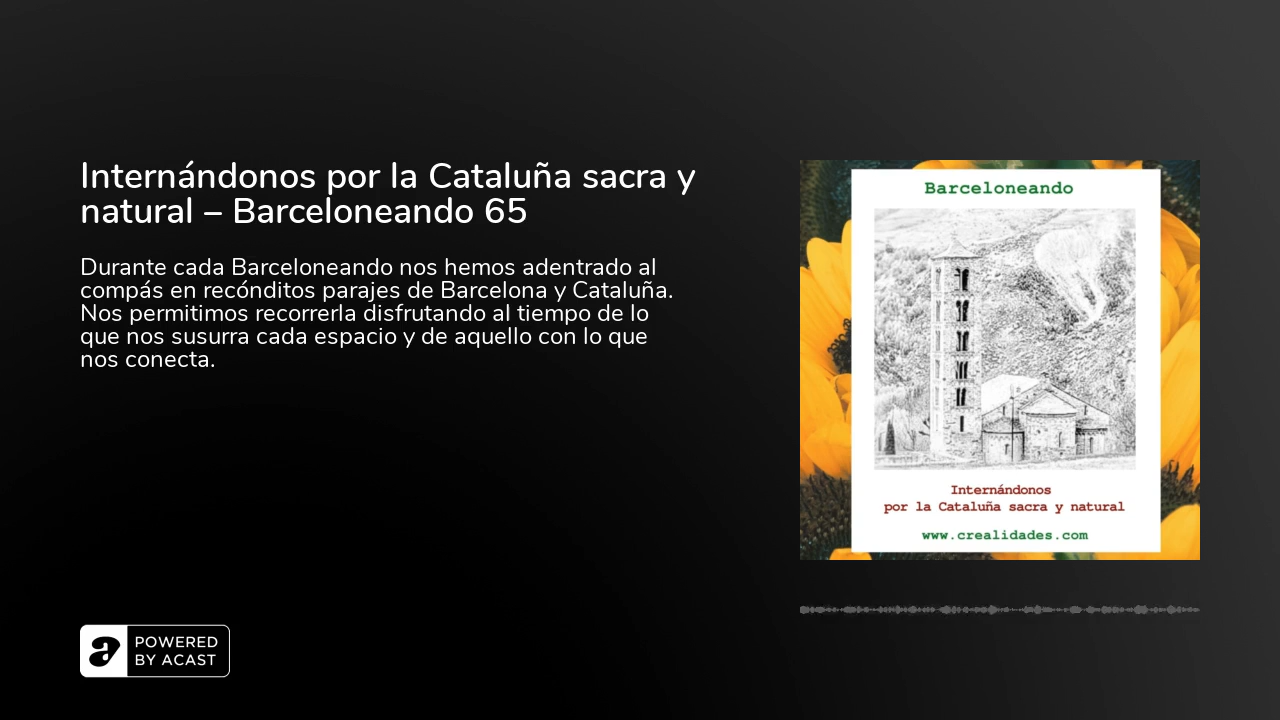 Internándonos por la Cataluña sacra y
natural – Barceloneando 65
Durante cada Barceloneando nos hemos adentrado al
compás en recónditos parajes de Barcelona y Cataluña.
Nos permitimos recorrerla disfrutando al tiempo de lo
que nos susurra cada espacio y de aquello con lo que
nos conecta.
Barceloneando
Internándonos
por la Cataluña sacra y natural
www.crealidades.com
a POWERED
BY ACAST